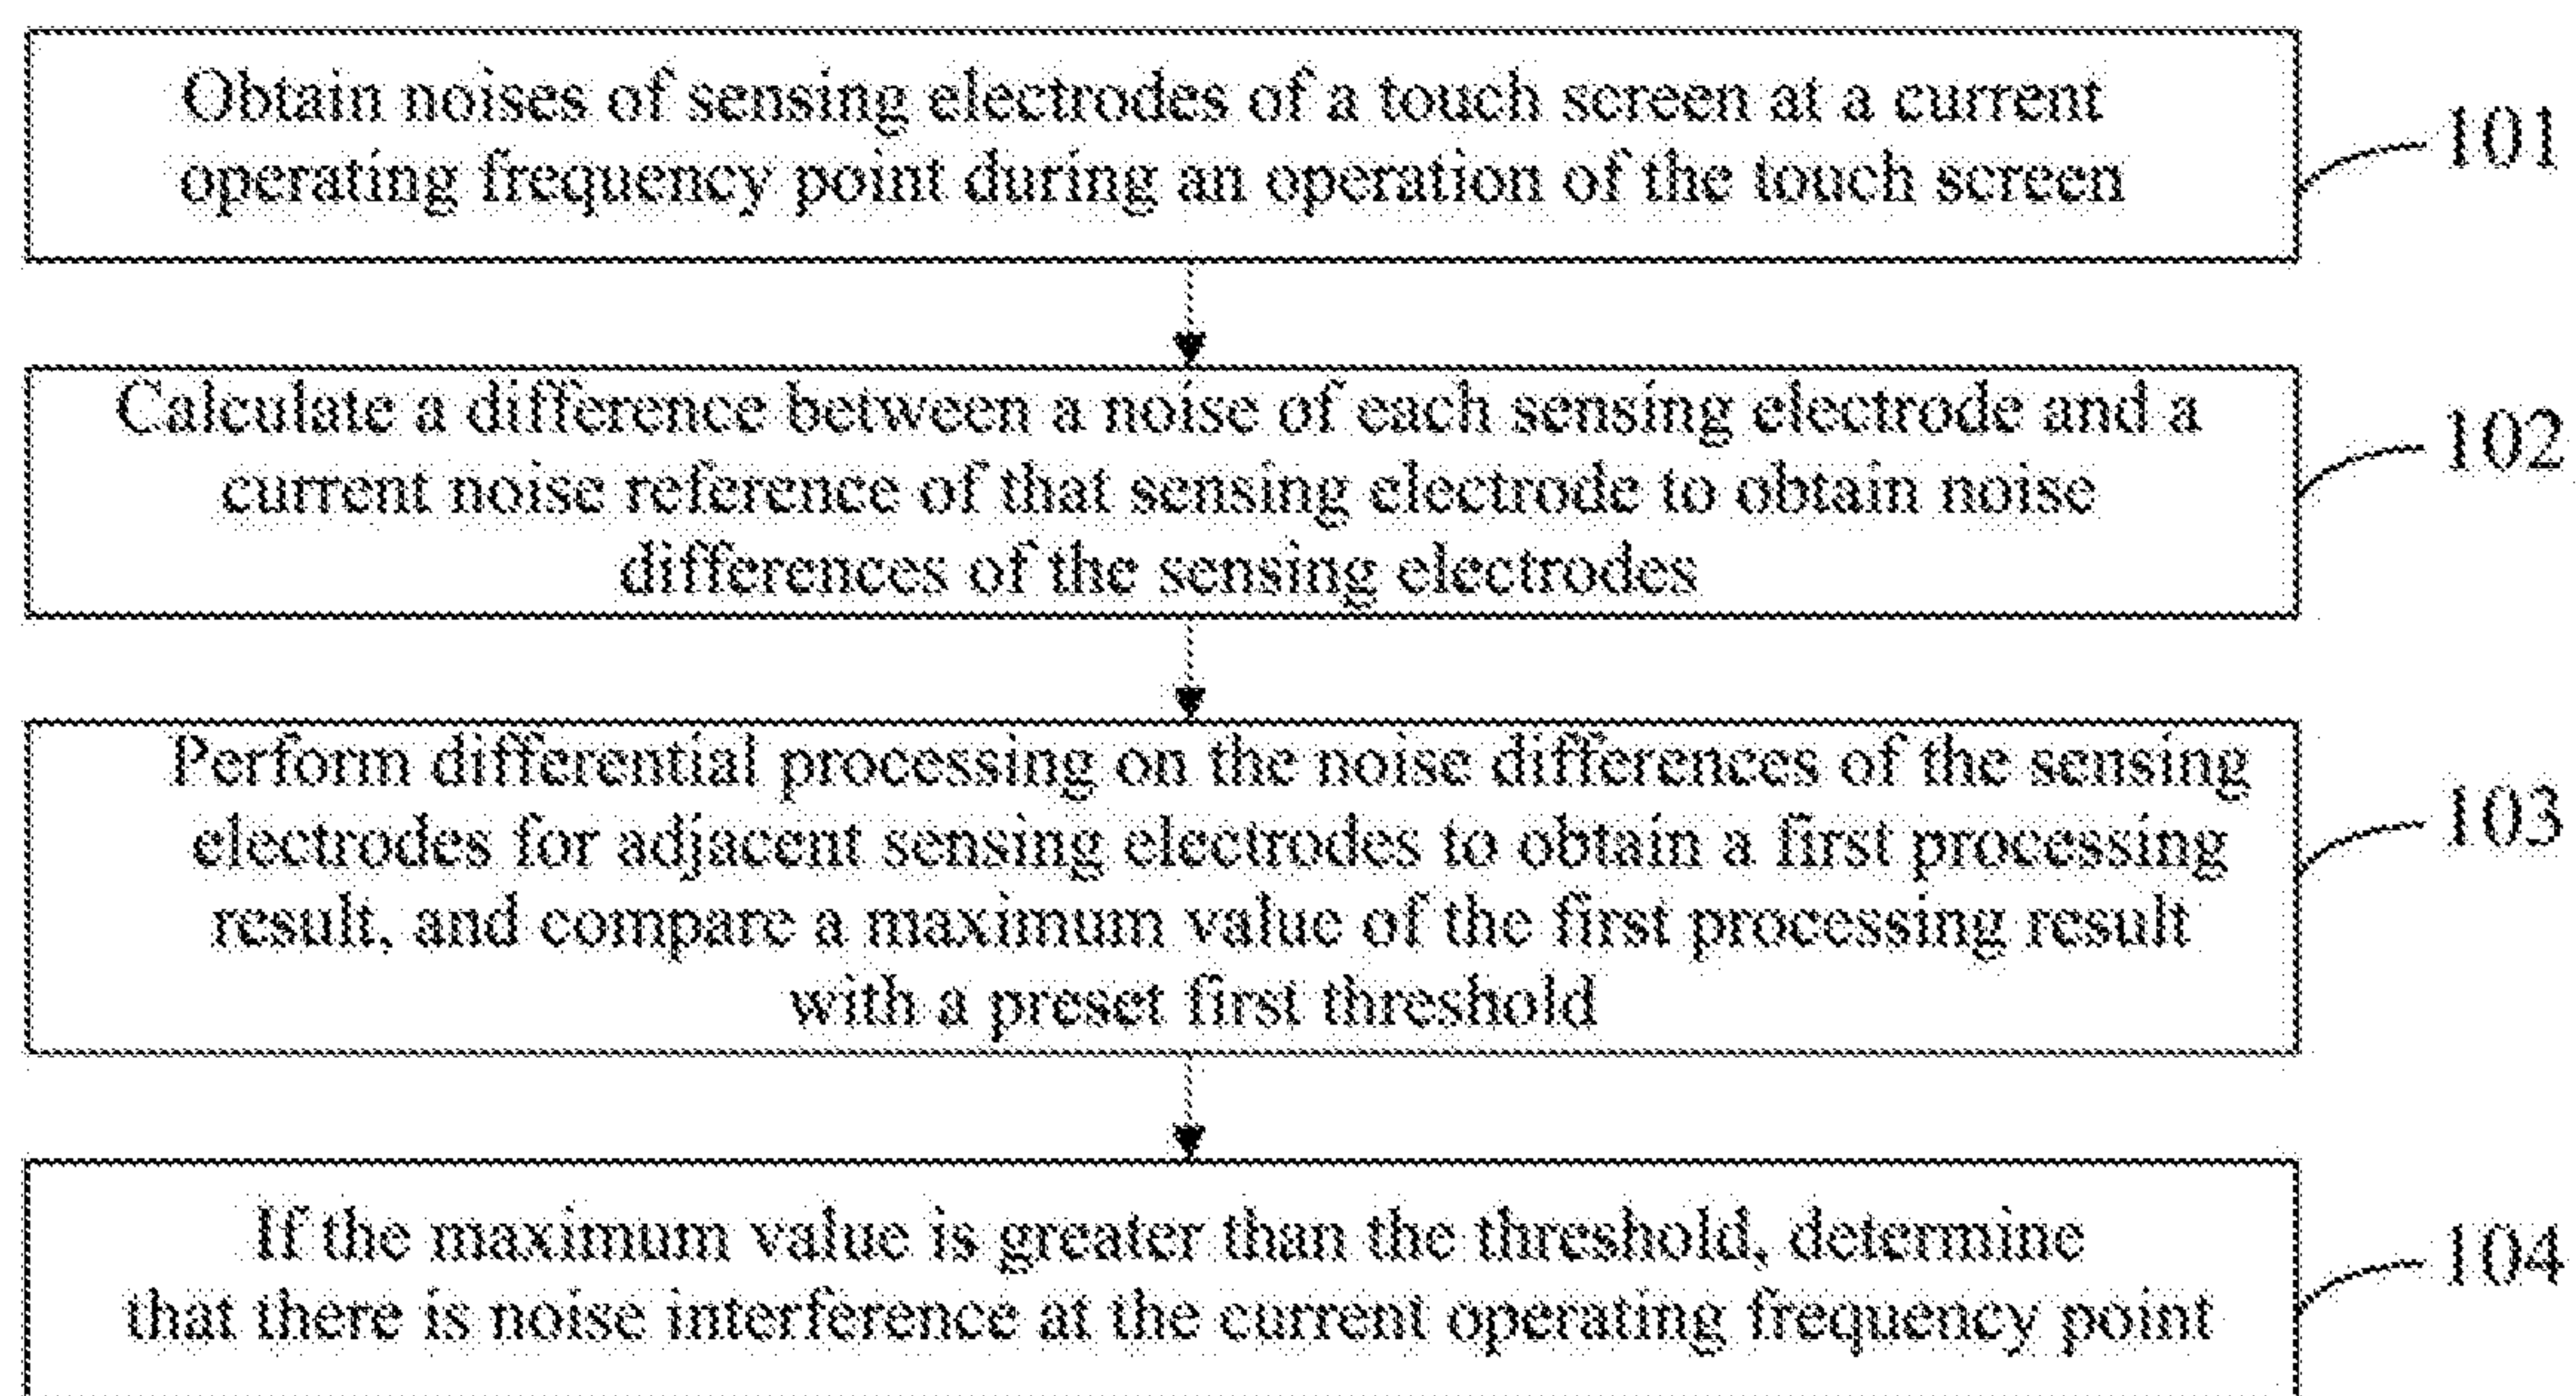 Obtain noises of sensing electrodes of a touch screen at a current
operating frequency point during an operation of the touch screen
101
Calculate a difference between a noise of each sensing electrode and a
current noise reference of that sensing electrode to obtain noise
differences of the sensing electrodes
102
Perform differential processing on the noise differences of the sensing
electrodes for adjacent sensing electrodes to obtain a first processing
result, and compare a maximum value of the first processing result
with a preset first threshold
103
If the maximum value is greater than the threshold, determine
that there is noise interference at the current operating frequency point
104